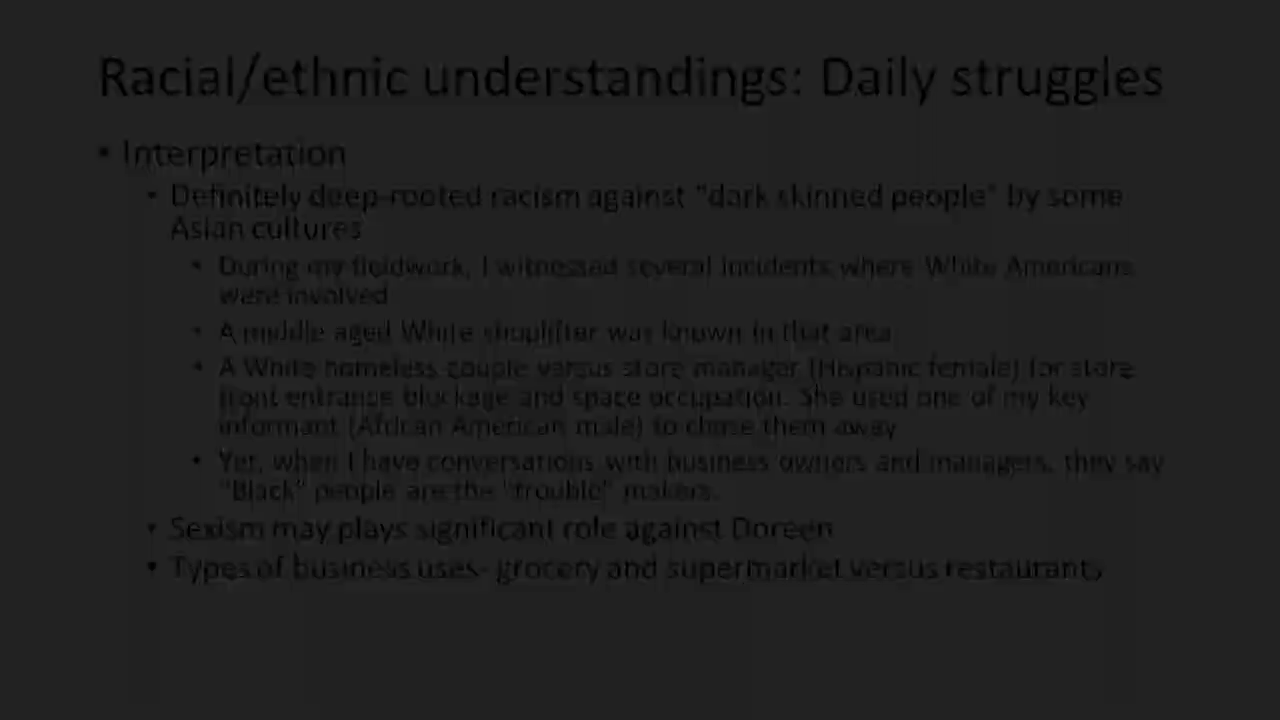 Racial/ethnic understandings: Daily struggles
• Interpretation
• Definitely deep-rooted racism against "dark skinned people" by some
Asian cultures
• During my fieldwork, I witnessed several incidents where White Americans
were involved
• A middle aged White shoplifter was known in that area
• A White homeless couple versus store manager (Hispanic female) for store
front entrance blockage and space occupation. She used one of my key
informant (African American male) to chase them away
• Yet, when I have conversations with business owners and managers, they say
"Black" people are the "trouble" makers.
• Sexism may plays significant role against Doreen
• Types of business uses- grocery and supermarket versus restaurants